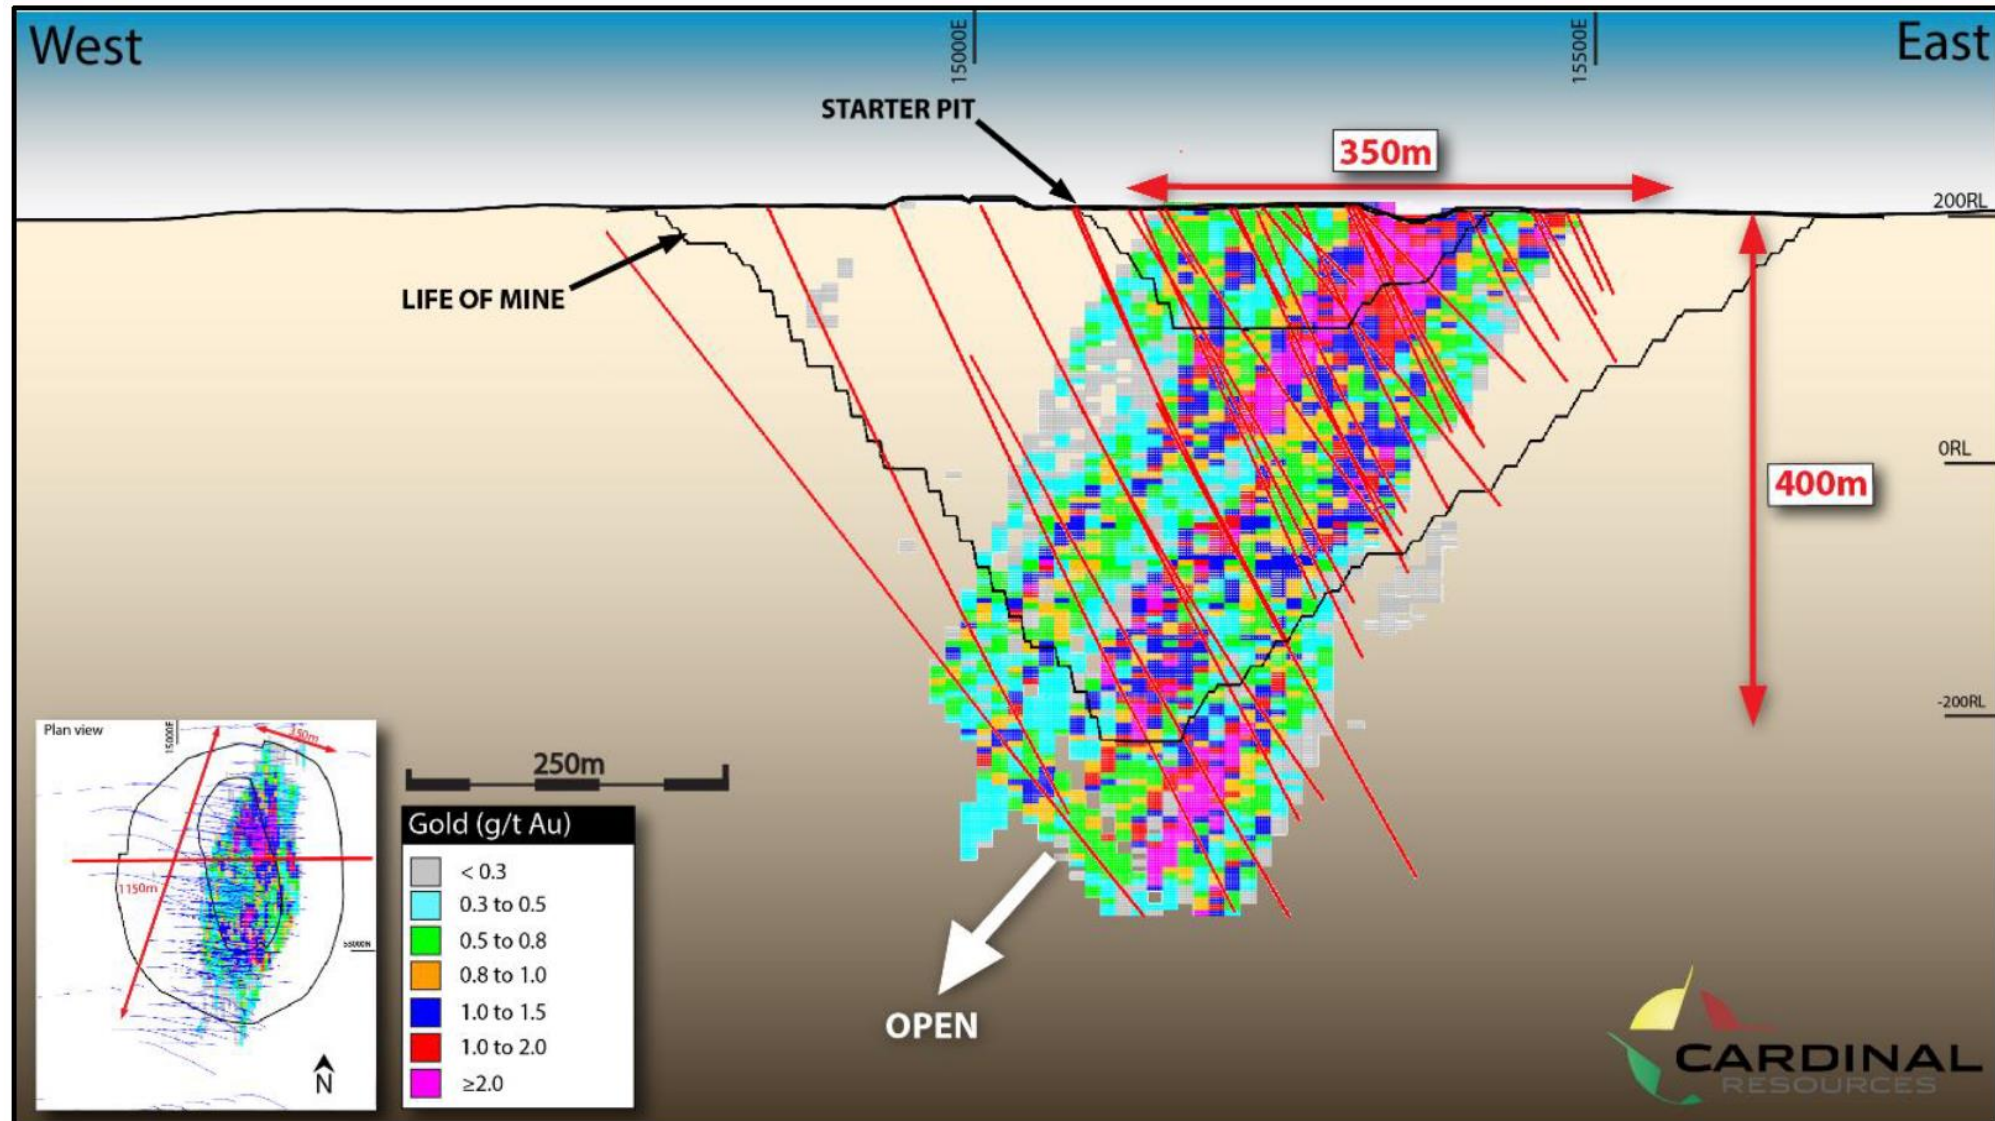 West
15000E
15500E
East
STARTER PIT
350m
200RL
LIFE OF MINE
0RL
400m
-200RL
Plan view
15000E
350m
1150m
55000N
N
250m
Gold (g/t Au)
< 0.3
0.3 to 0.5
0.5 to 0.8
0.8 to 1.0
1.0 to 1.5
1.0 to 2.0
≥2.0
OPEN
CARDINAL
RESOURCES